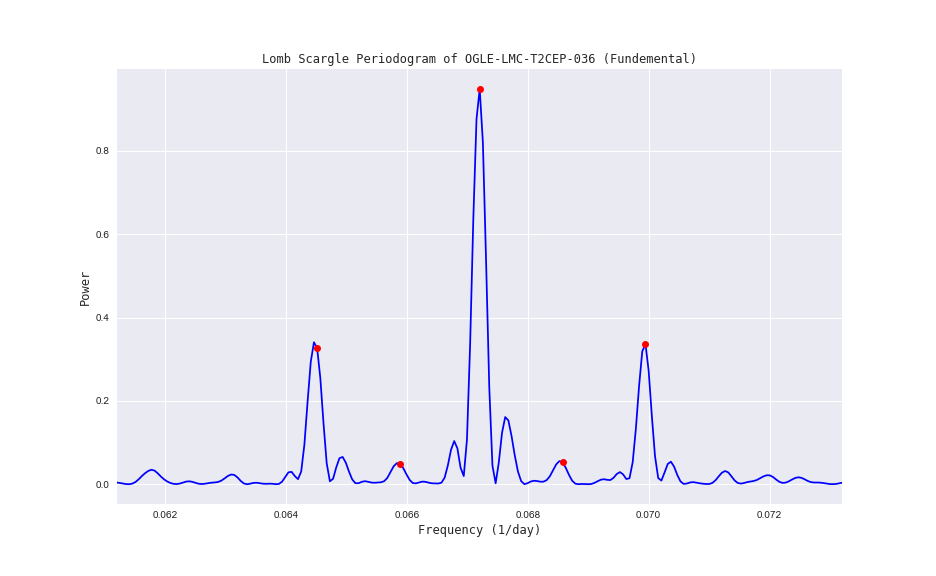 Lomb Scargle Periodogram of OGLE-LMC-T2CEP-036 (Fundemental)
0.8
0.6
0.4
0.2
0.0
Power
0.062 0.064 0.066 0.068 0.070 0.072
Frequency (1/day)